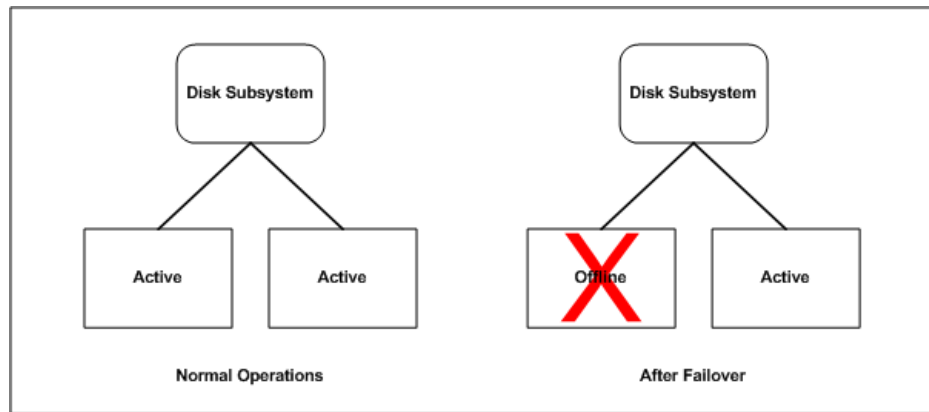 Disk Subsystem
Disk Subsystem
Active
Active
Offline
Active
Normal Operations
After Failover